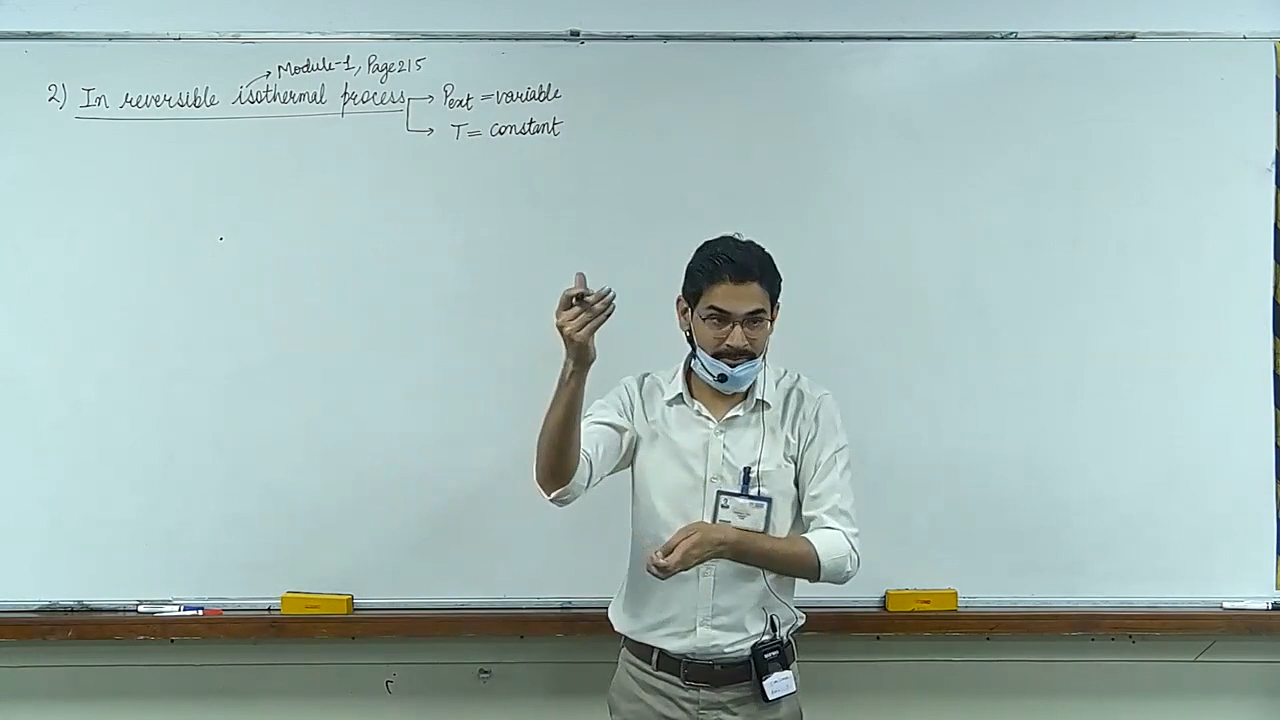 Module-1, Page 215
2) In reversible isothermal process → Pext = variable
→ T = constant